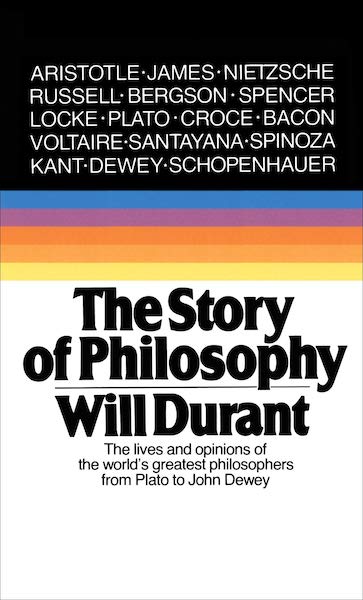 ARISTOTLE·JAMES·NIETZSCHE
RUSSELL·BERGSON·SPENCER
LOCKE·PLATO·CROCE·BACON
VOLTAIRE·SANTAYANA·SPINOZA
KANT·DEWEY·SCHOPENHAUER
The Story
of Philosophy
Will Durant
The lives and opinions of
the world's greatest philosophers
from Plato to John Dewey